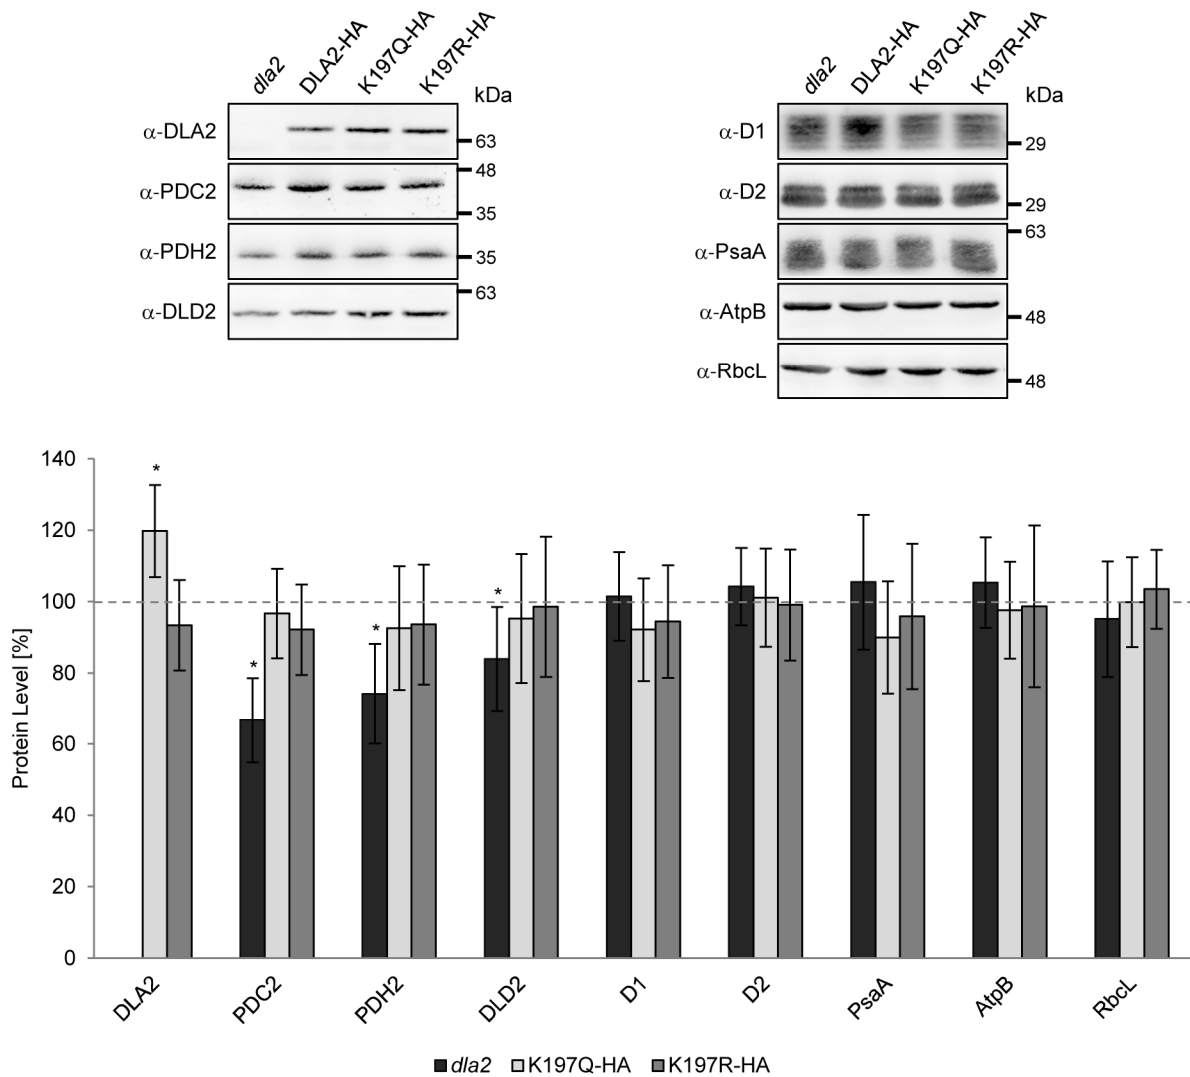 dla2 DLA2-HA K197Q-HA K197R-HA
kDa
α-DLA2 63
α-PDC2 48 35
α-PDH2 35
α-DLD2 63
dla2 DLA2-HA K197Q-HA K197R-HA
kDa
α-D1 29
α-D2 29
α-PsaA 63
α-AtpB 48
α-RbcL 48
Protein Level [%]
140
120
100
80
60
40
20
0
* * * *
DLA2 PDC2 PDH2 DLD2 D1 D2 PsaA AtpB RbcL
dla2 K197Q-HA K197R-HA